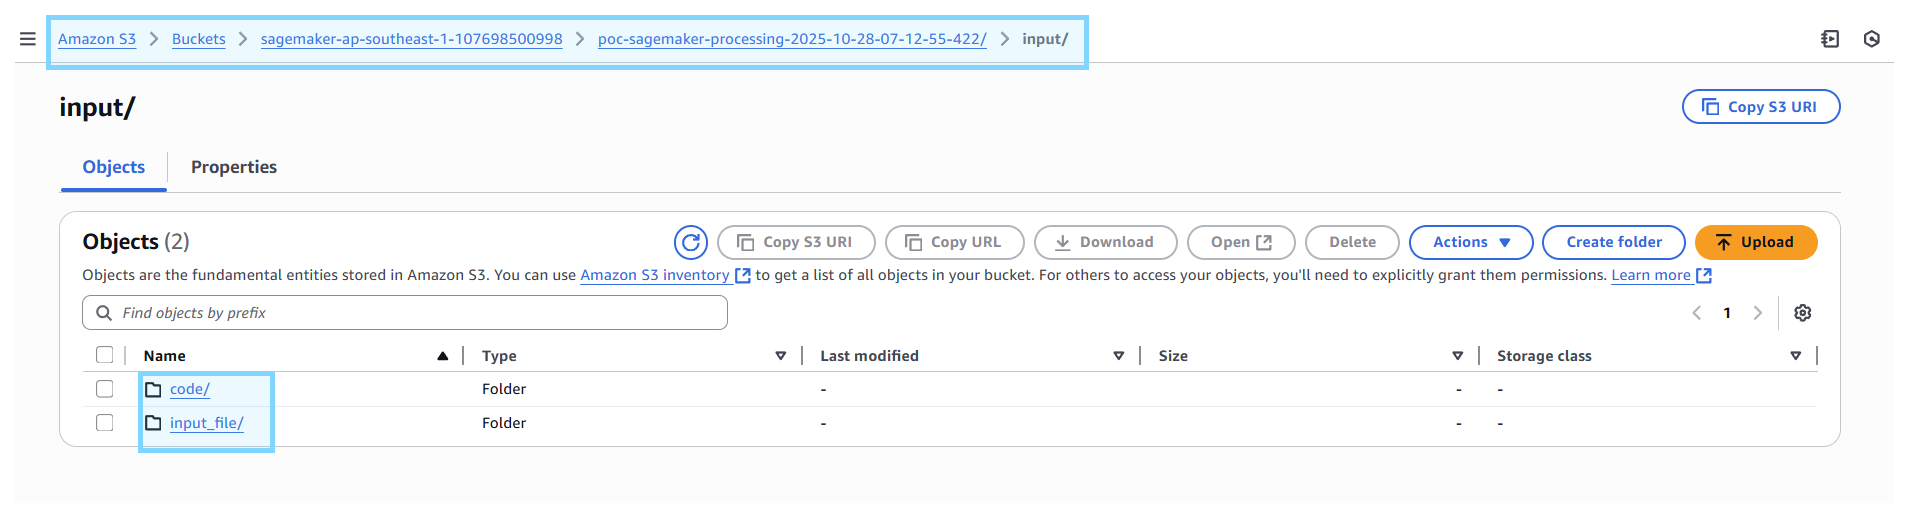 Amazon S3 > Buckets > sagemaker-ap-southeast-1-107698500998 > poc-sagemaker-processing-2025-10-28-07-12-55-422/ > input/
input/
Copy S3 URI
Objects Properties
Objects (2)
Copy S3 URI Copy URL Download Open Delete Actions Create folder Upload
Objects are the fundamental entities stored in Amazon S3. You can use Amazon S3 inventory to get a list of all objects in your bucket. For others to access your objects, you'll need to explicitly grant them permissions. Learn more
Find objects by prefix
1
Name Type Last modified Size Storage class
code/ Folder - - -
input_file/ Folder - - -